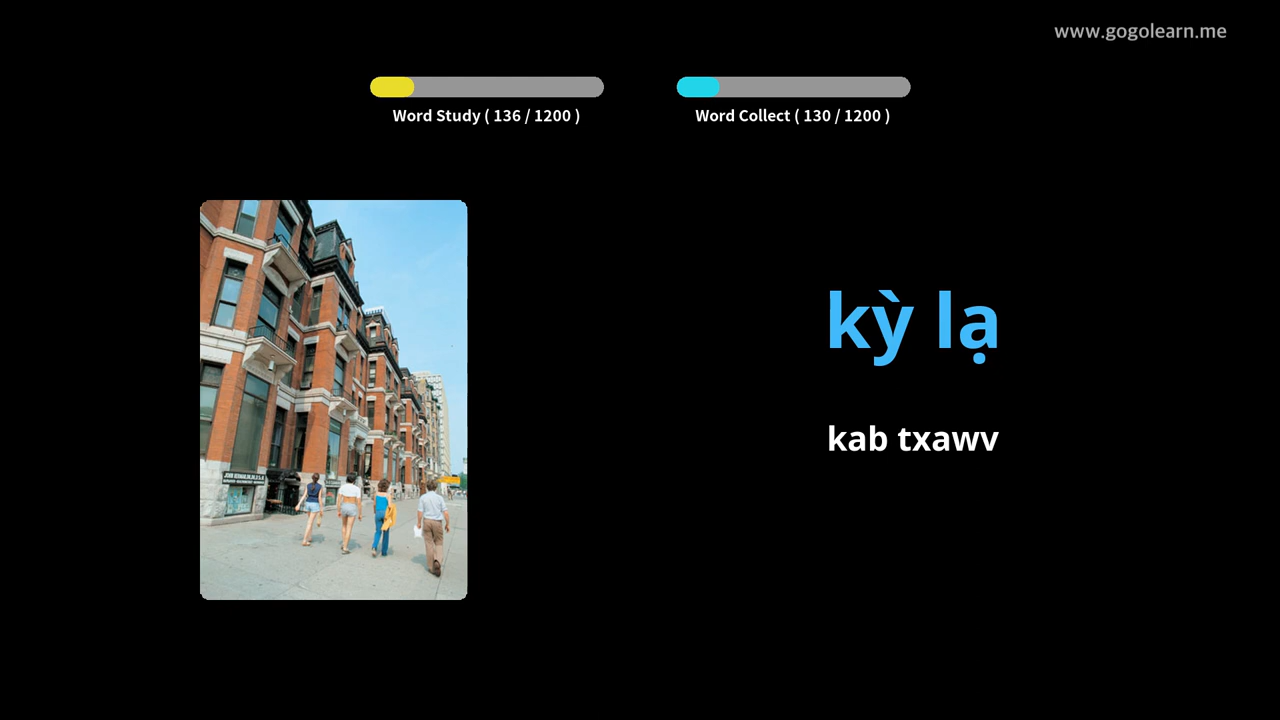 www.gogolearn.me
Word Study ( 136 / 1200 )
Word Collect ( 130 / 1200 )
kỳ lạ
kab txawv